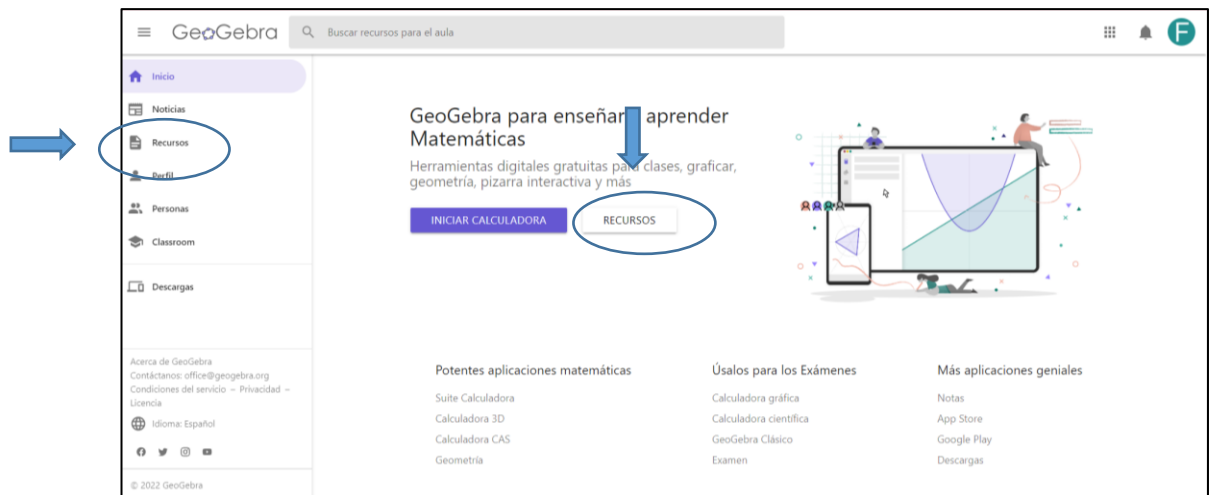 GeoGebra
Buscar recursos para el aula
F
Inicio
Noticias
Recursos
Perfil
Personas
Classroom
Descargas
Acerca de GeoGebra
Contáctanos: office@geogebra.org
Condiciones del servicio – Privacidad –
Licencia
Idioma: Español
© 2022 GeoGebra
GeoGebra para enseñar aprender
Matemáticas
Herramientas digitales gratuitas para clases, graficar,
geometría, pizarra interactiva y más
INICIAR CALCULADORA
RECURSOS
Potentes aplicaciones matemáticas
Suite Calculadora
Calculadora 3D
Calculadora CAS
Geometría
Úsalos para los Exámenes
Calculadora gráfica
Calculadora científica
GeoGebra Clásico
Examen
Más aplicaciones geniales
Notas
App Store
Google Play
Descargas